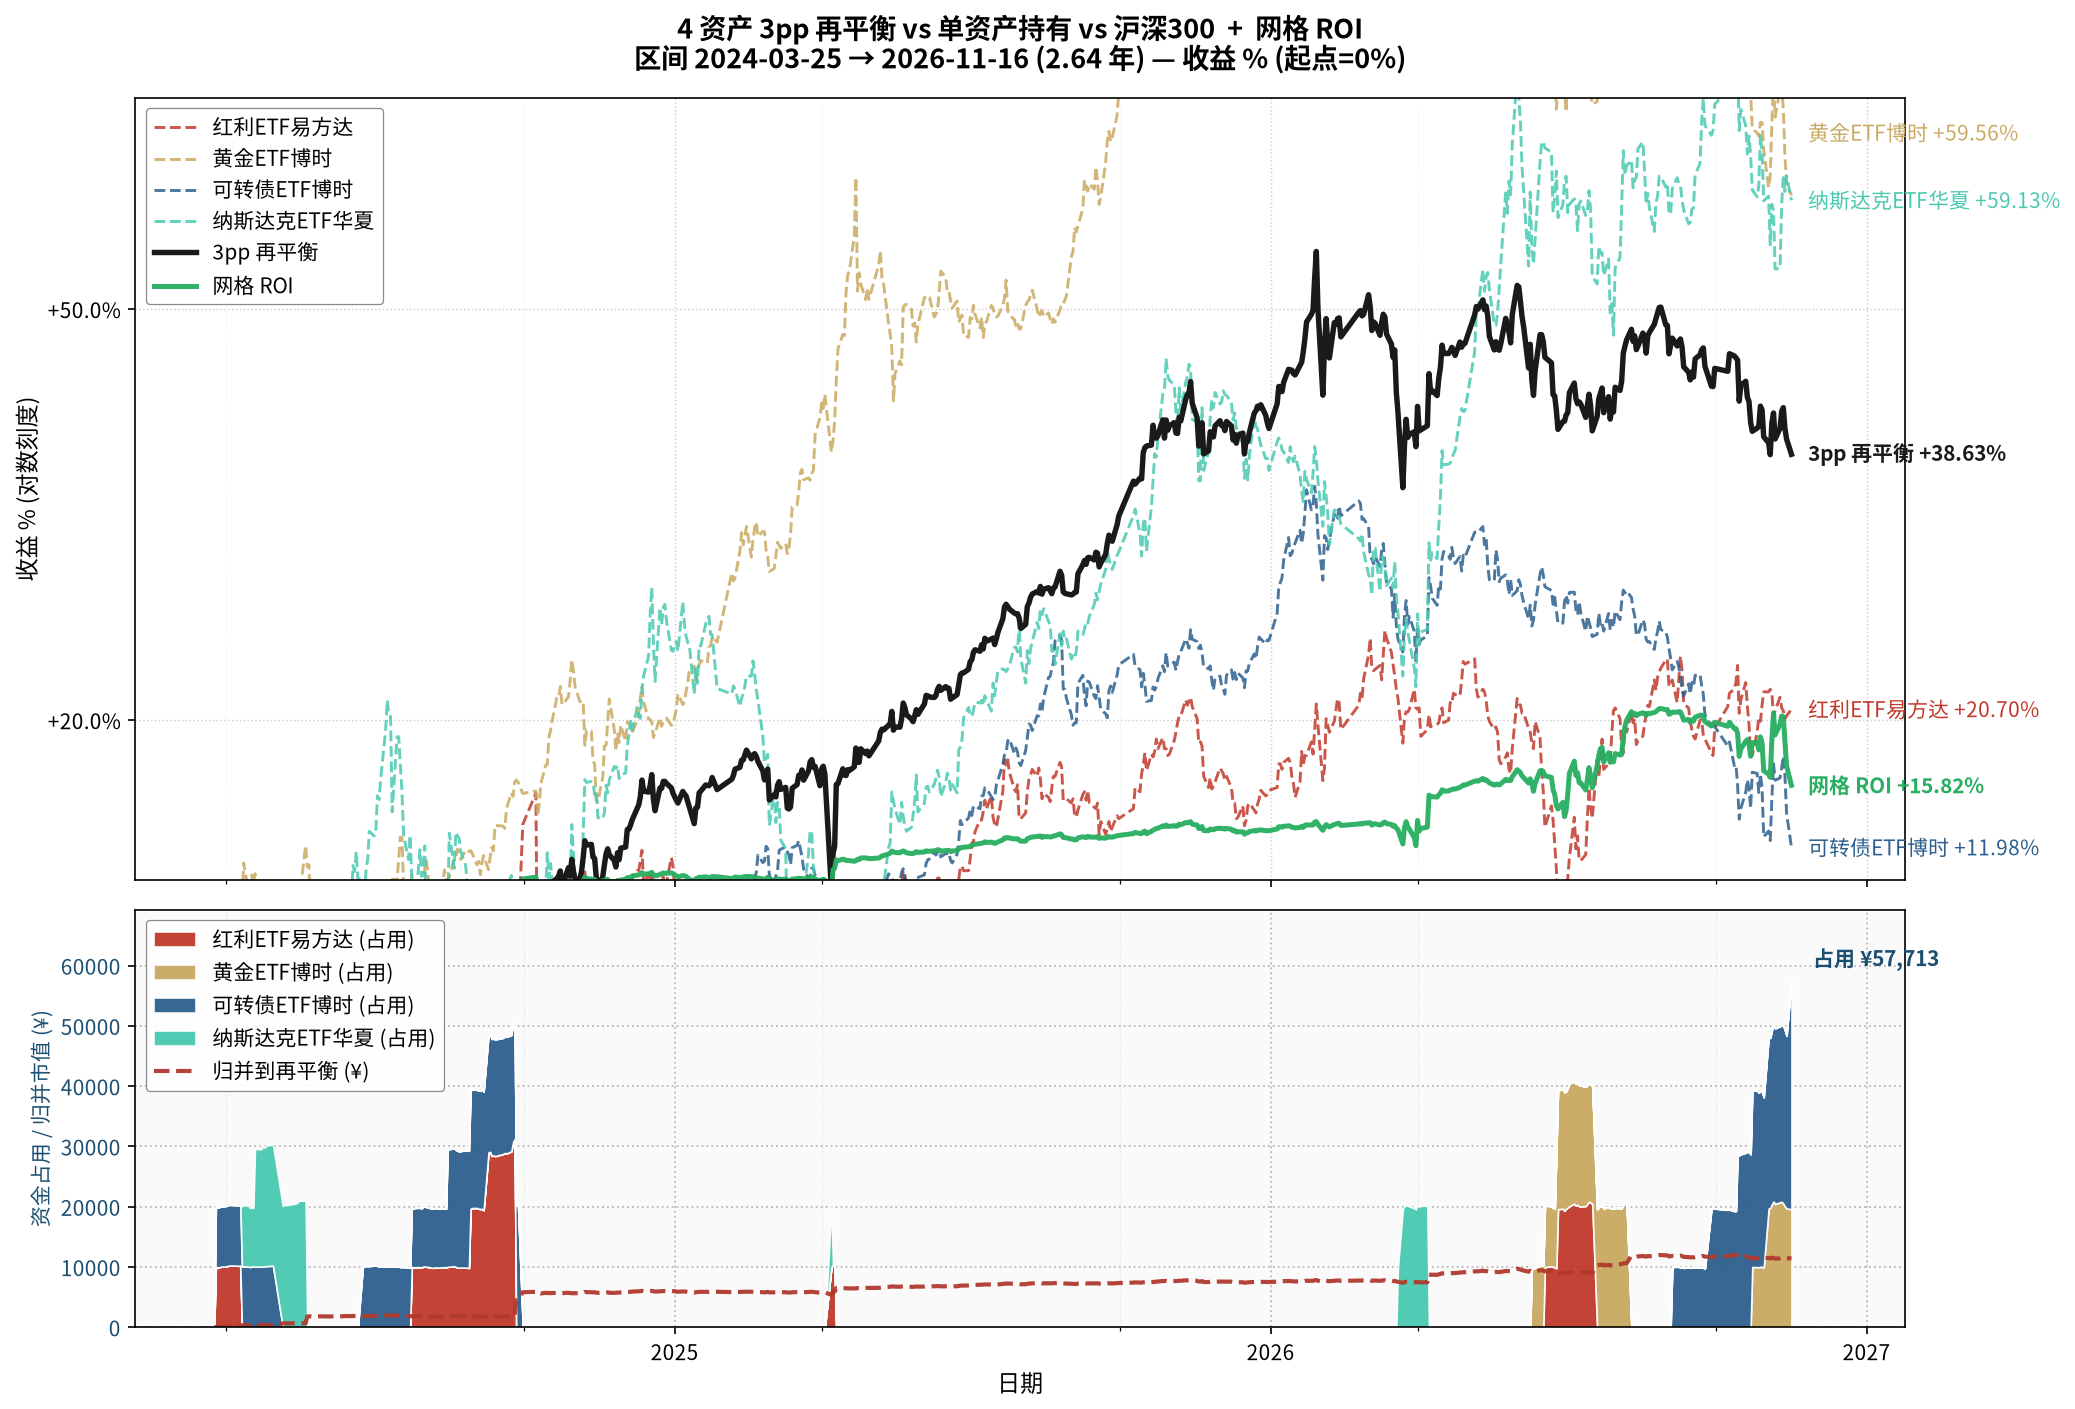 4 资产 3pp 再平衡 vs 单资产持有 vs 沪深300 + 网格 ROI
区间 2024-03-25 → 2026-11-16 (2.64 年) — 收益 % (起点=0%)
红利ETF易方达
黄金ETF博时
可转债ETF博时
纳斯达克ETF华夏
3pp 再平衡
网格 ROI
收益 % (对数刻度)
+50.0%
+20.0%
黄金ETF博时 +59.56%
纳斯达克ETF华夏 +59.13%
3pp 再平衡 +38.63%
红利ETF易方达 +20.70%
网格 ROI +15.82%
可转债ETF博时 +11.98%
红利ETF易方达 (占用)
黄金ETF博时 (占用)
可转债ETF博时 (占用)
纳斯达克ETF华夏 (占用)
归并到再平衡 (¥)
占用 ¥57,713
资金占用 / 归并市值 (¥)
60000
50000
40000
30000
20000
10000
0
2025
2026
2027
日期